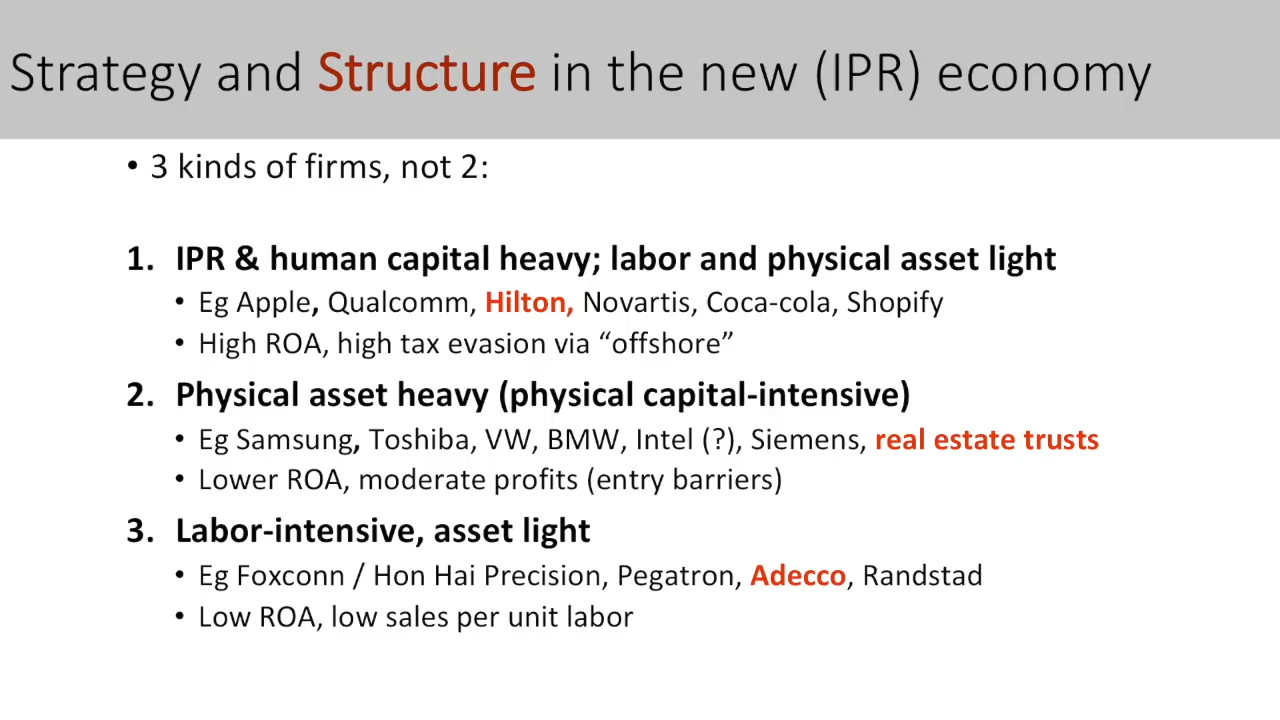 Strategy and Structure in the new (IPR) economy
• 3 kinds of firms, not 2:
1. IPR & human capital heavy; labor and physical asset light
• Eg Apple, Qualcomm, Hilton, Novartis, Coca-cola, Shopify
• High ROA, high tax evasion via “offshore”
2. Physical asset heavy (physical capital-intensive)
• Eg Samsung, Toshiba, VW, BMW, Intel (?), Siemens, real estate trusts
• Lower ROA, moderate profits (entry barriers)
3. Labor-intensive, asset light
• Eg Foxconn / Hon Hai Precision, Pegatron, Adecco, Randstad
• Low ROA, low sales per unit labor